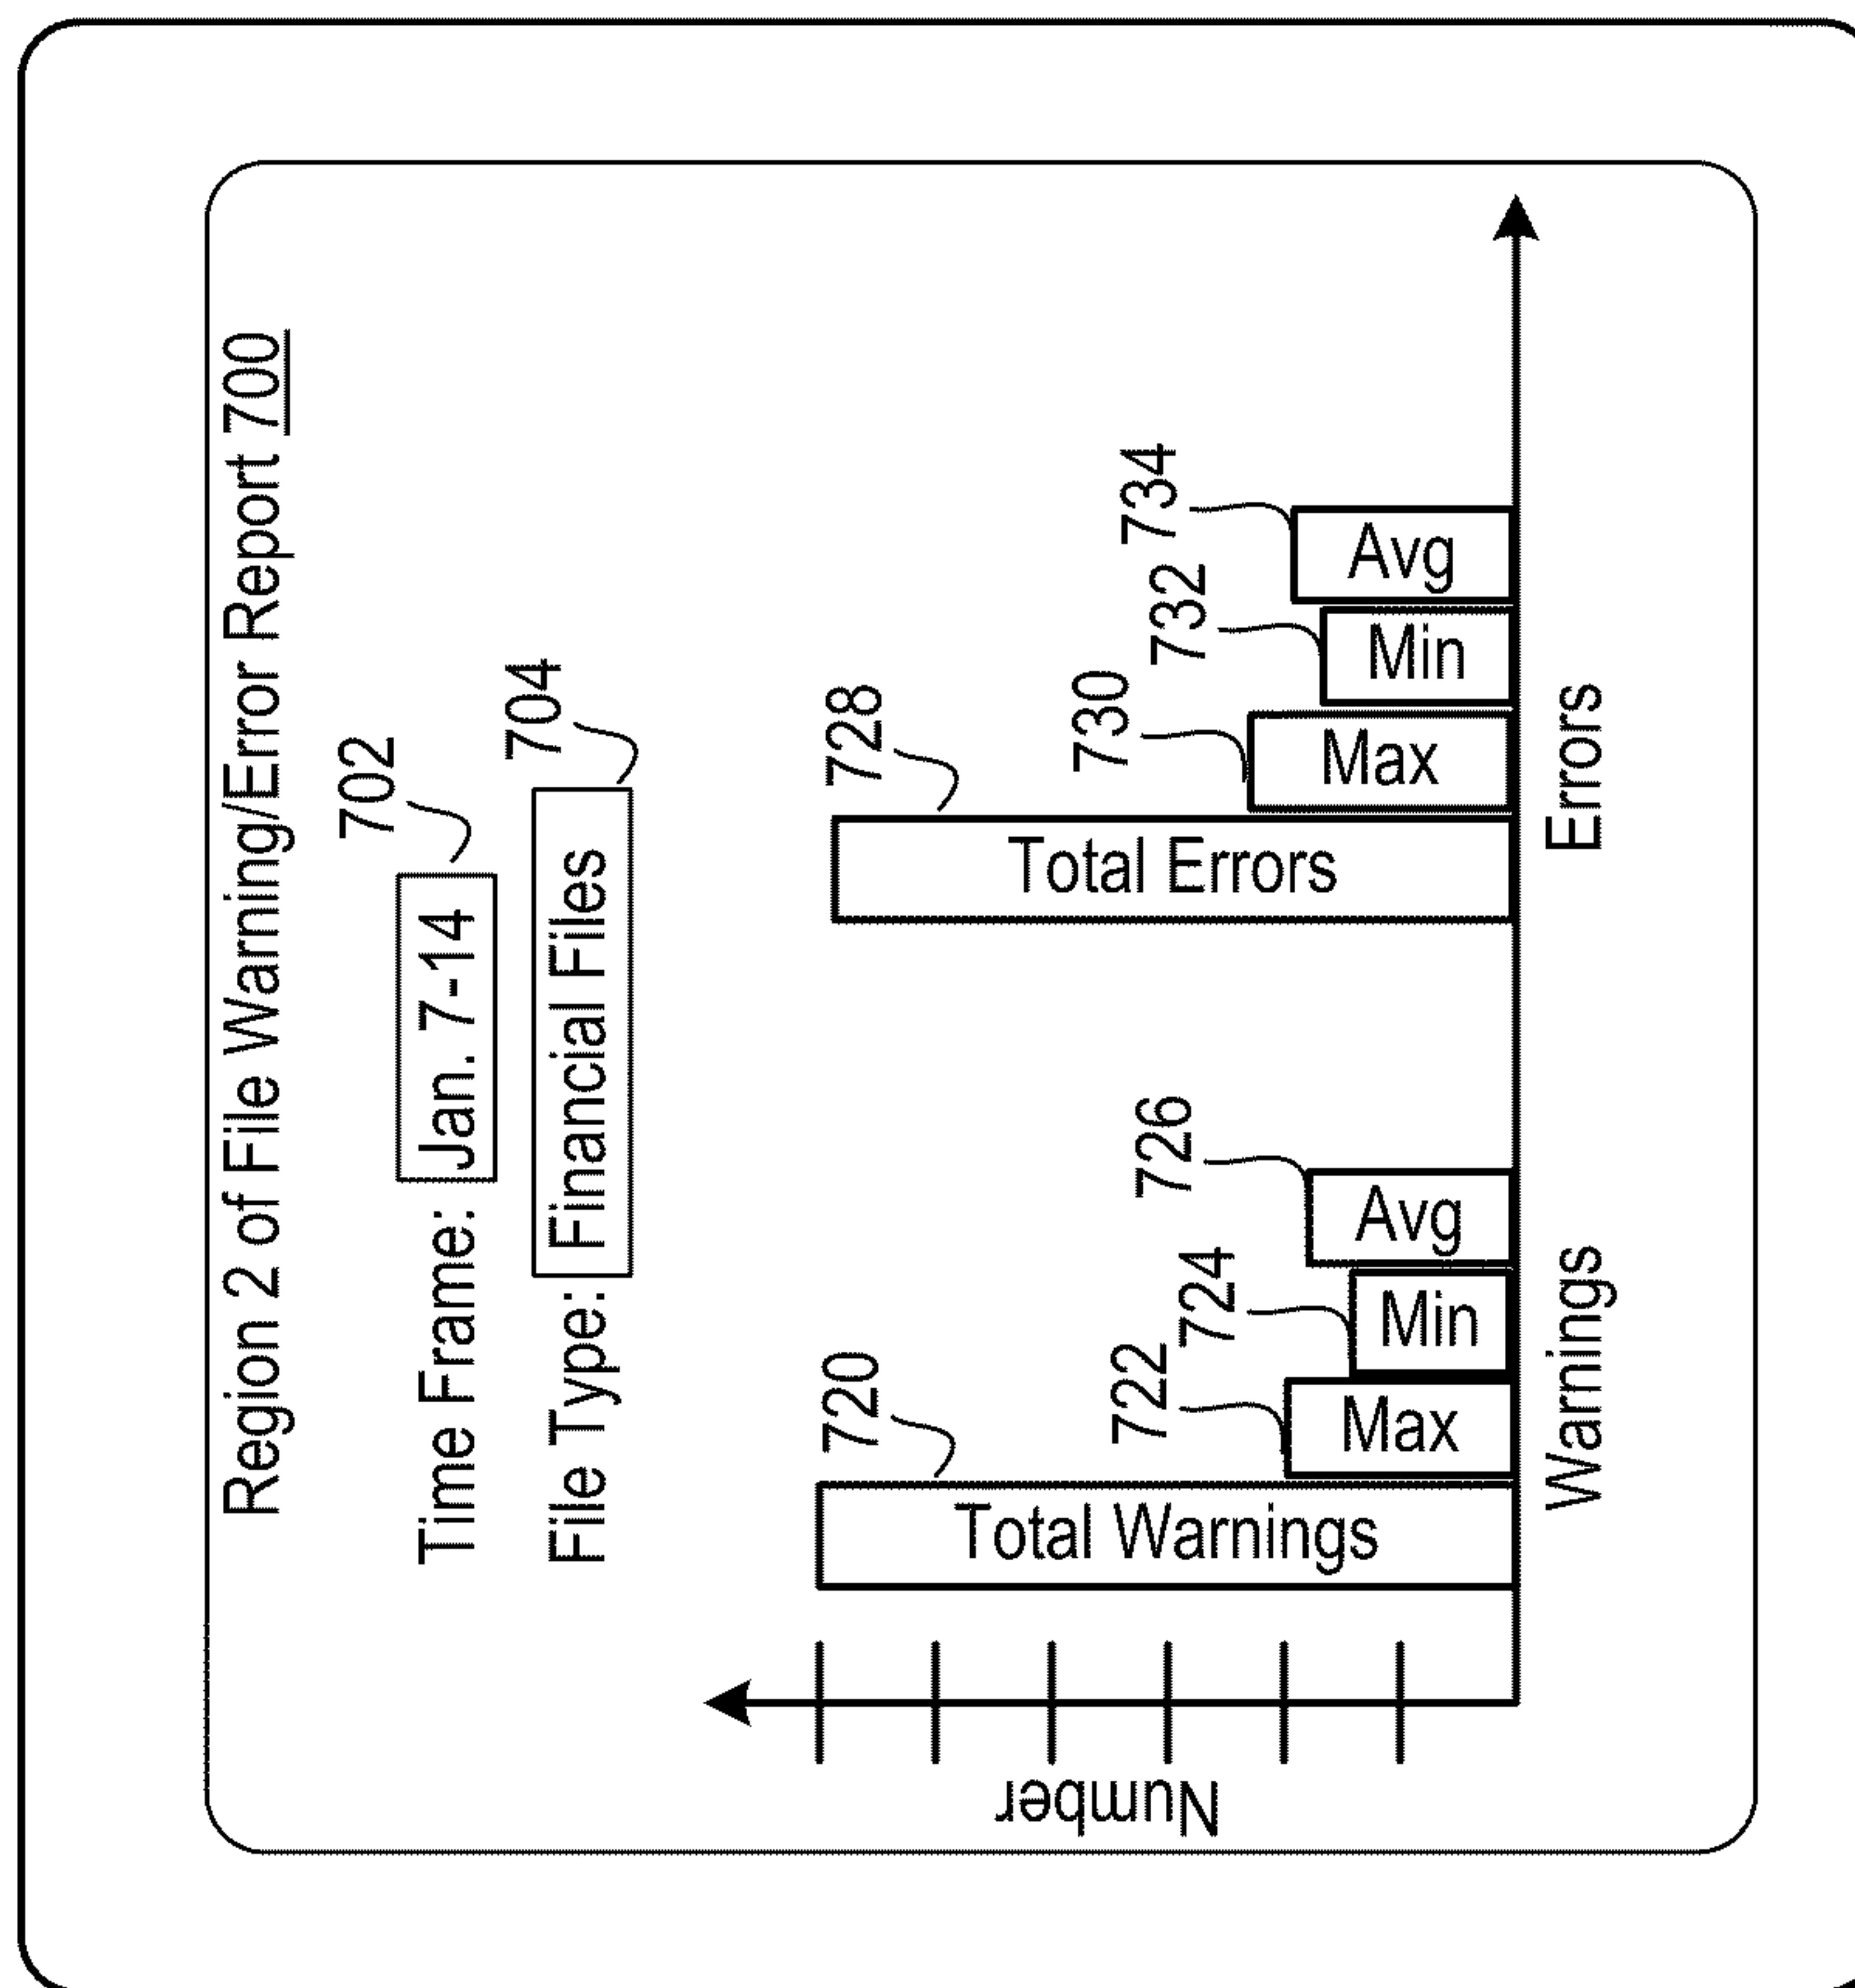 Region 2 of File Warning/Error Report 700
702
Time Frame: Jan. 7-14
704
File Type: Financial Files
Number
720
Total Warnings
722
Max
724
Min
726
Avg
Warnings
728
Total Errors
730
Max
732
Min
734
Avg
Errors